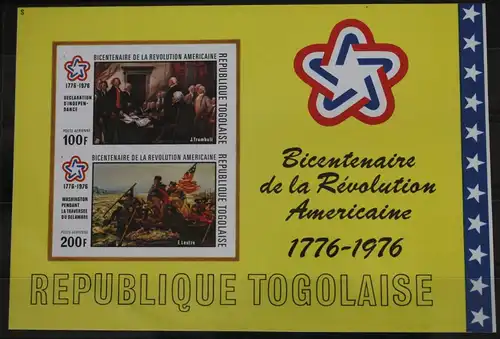 S
BICENTENAIRE DE LA REVOLUTION AMERICAINE
1776-1976
DECLARATION
D'INDEPEN-
DANCE
POSTE AERIENNE
100F
J.Trumbull
REPUBLIQUE TOGOLAISE
BICENTENAIRE DE LA REVOLUTION AMERICAINE
1776-1976
WASHINGTON
PENDANT
LA TRAVERSEE
DU DELAWARE
POSTE AERIENNE
200F
E.Leutze
REPUBLIQUE TOGOLAISE
Bicentenaire
de la Révolution
Americaine
1776-1976
REPUBLIQUE TOGOLAISE